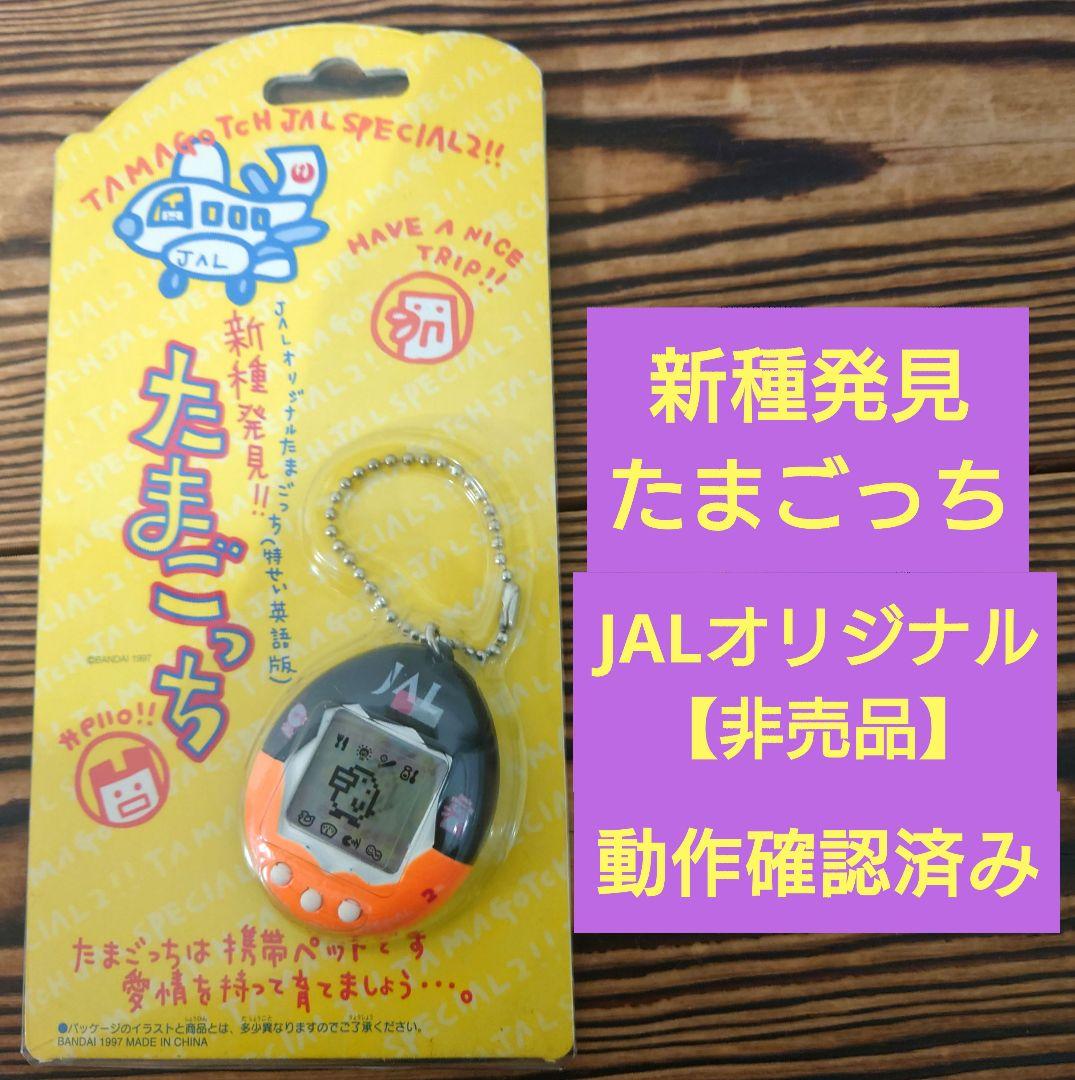 TAMAGOTCH JAL SPECIAL2!!
JAL
HAVE A NICE
TRIP!!
JALオリジナルたまごっち(特せい英語版)
新種発見!!
たまごっち
©BANDAI 1997
Hello!!
JAL
たまごっちは携帯ペットです
愛情を持って育てましょう・・・。
●パッケージのイラストと商品とは、多少異なりますのでご了承ください。
BANDAI 1997 MADE IN CHINA
新種発見
たまごっち
JALオリジナル
【非売品】
動作確認済み